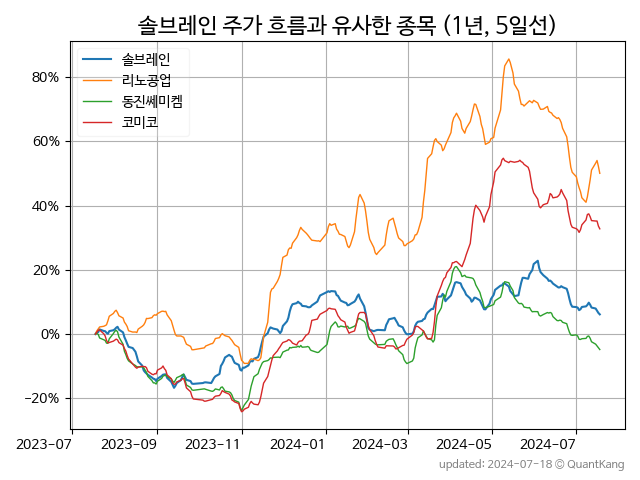 솔브레인 주가 흐름과 유사한 종목 (1년, 5일선)
솔브레인
리노공업
동진쎄미켐
코미코
80%
60%
40%
20%
0%
−20%
2023-07 2023-09 2023-11 2024-01 2024-03 2024-05 2024-07
updated: 2024-07-18 © QuantKang